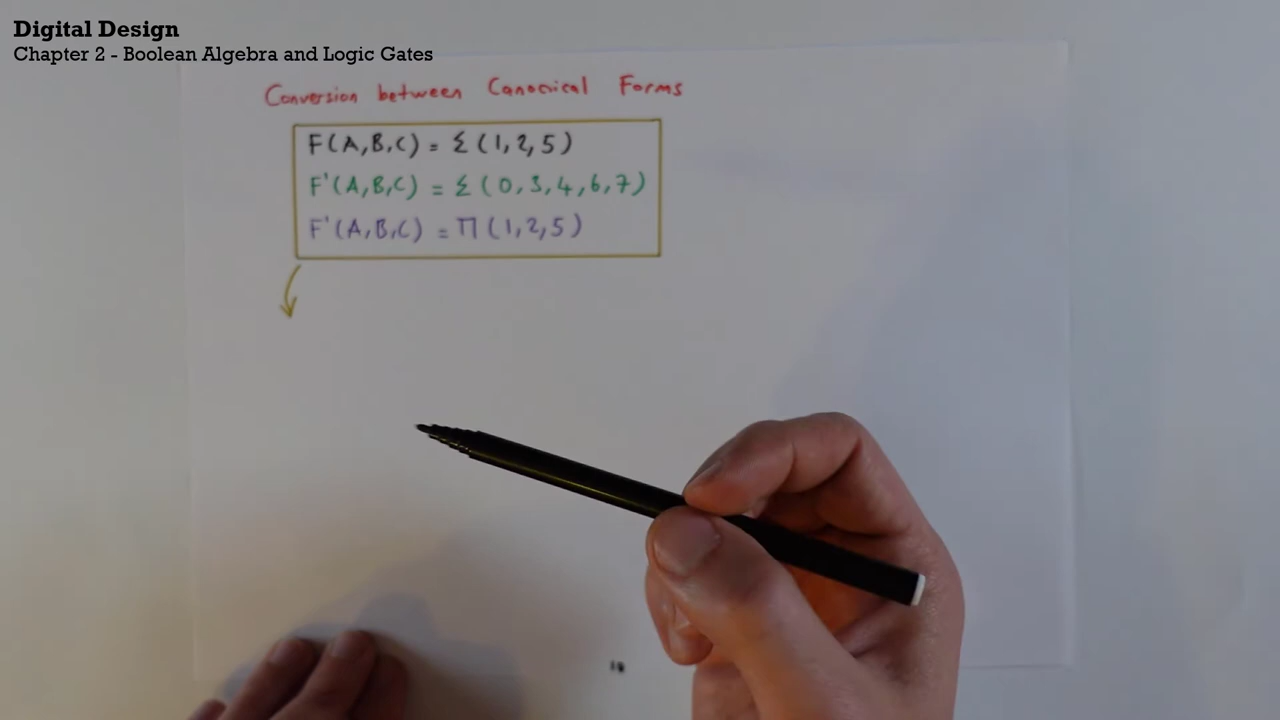 Digital Design
Chapter 2 - Boolean Algebra and Logic Gates
Conversion between Canonical Forms
F(A,B,C) = Σ(1,2,5)
F'(A,B,C) = Σ(0,3,4,6,7)
F'(A,B,C) = Π(1,2,5)